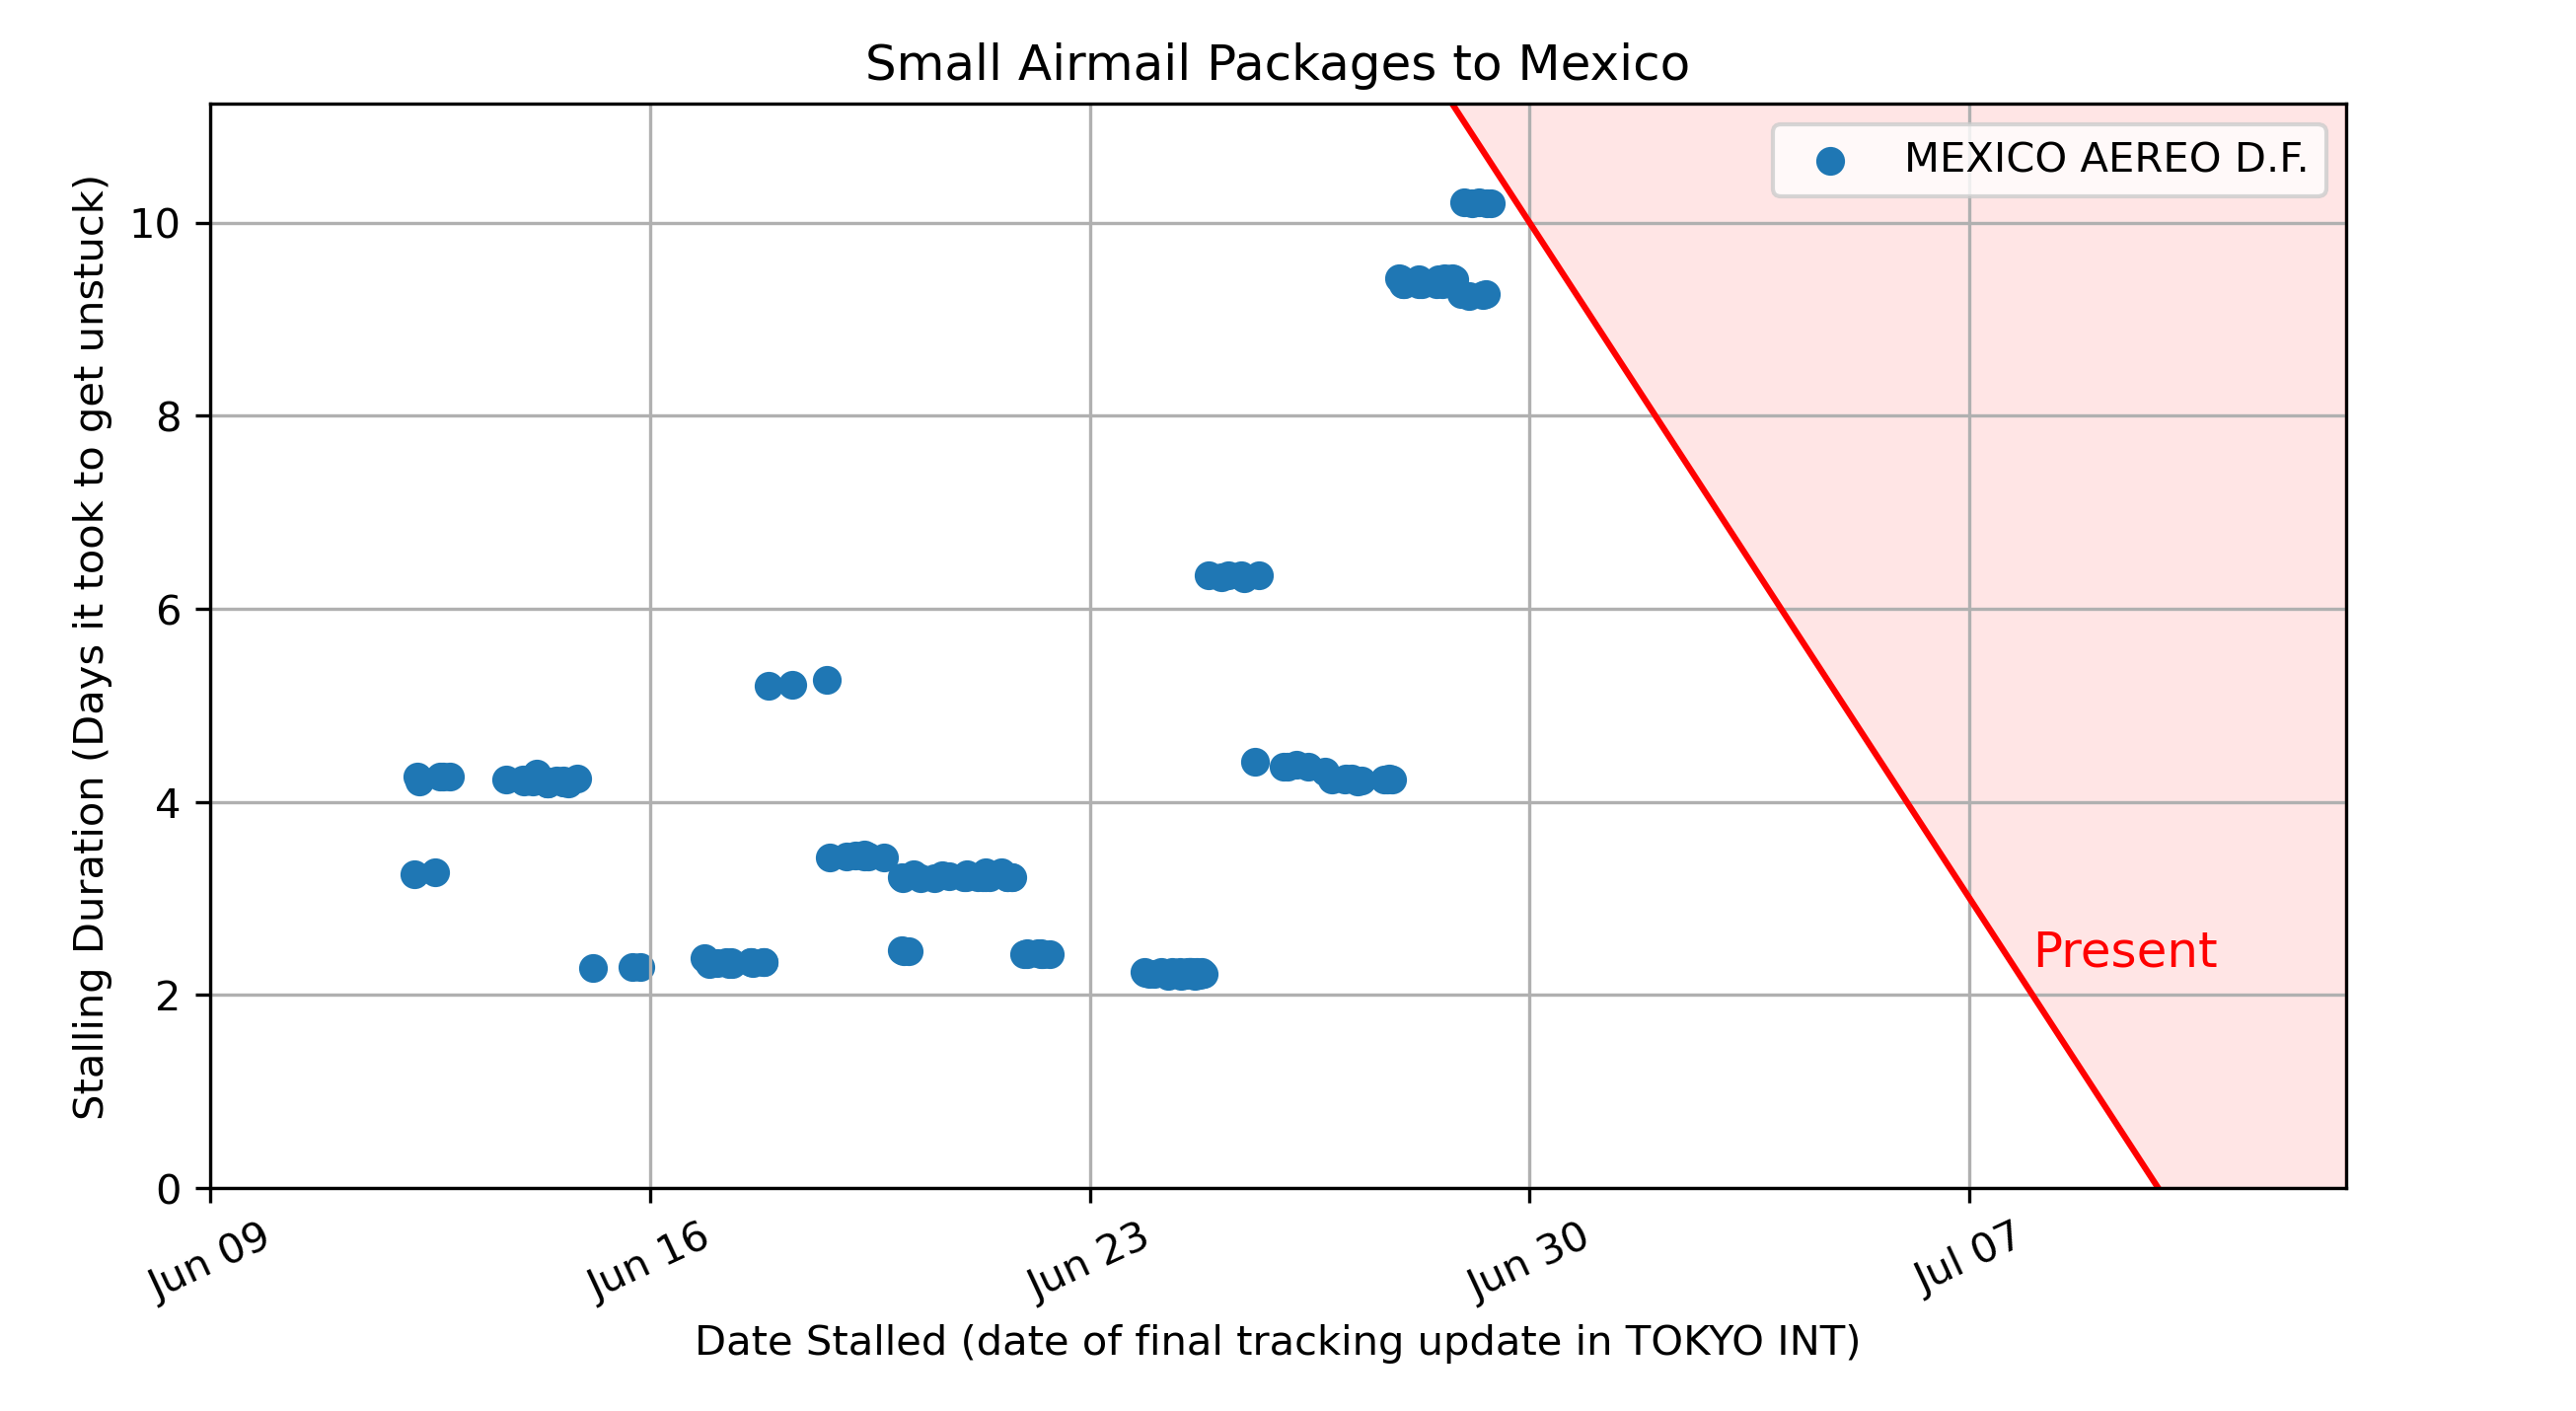 Small Airmail Packages to Mexico
MEXICO AEREO D.F.
Stalling Duration (Days it took to get unstuck)
10
8
6
4
2
0
Present
Jun 09
Jun 16
Jun 23
Jun 30
Jul 07
Date Stalled (date of final tracking update in TOKYO INT)